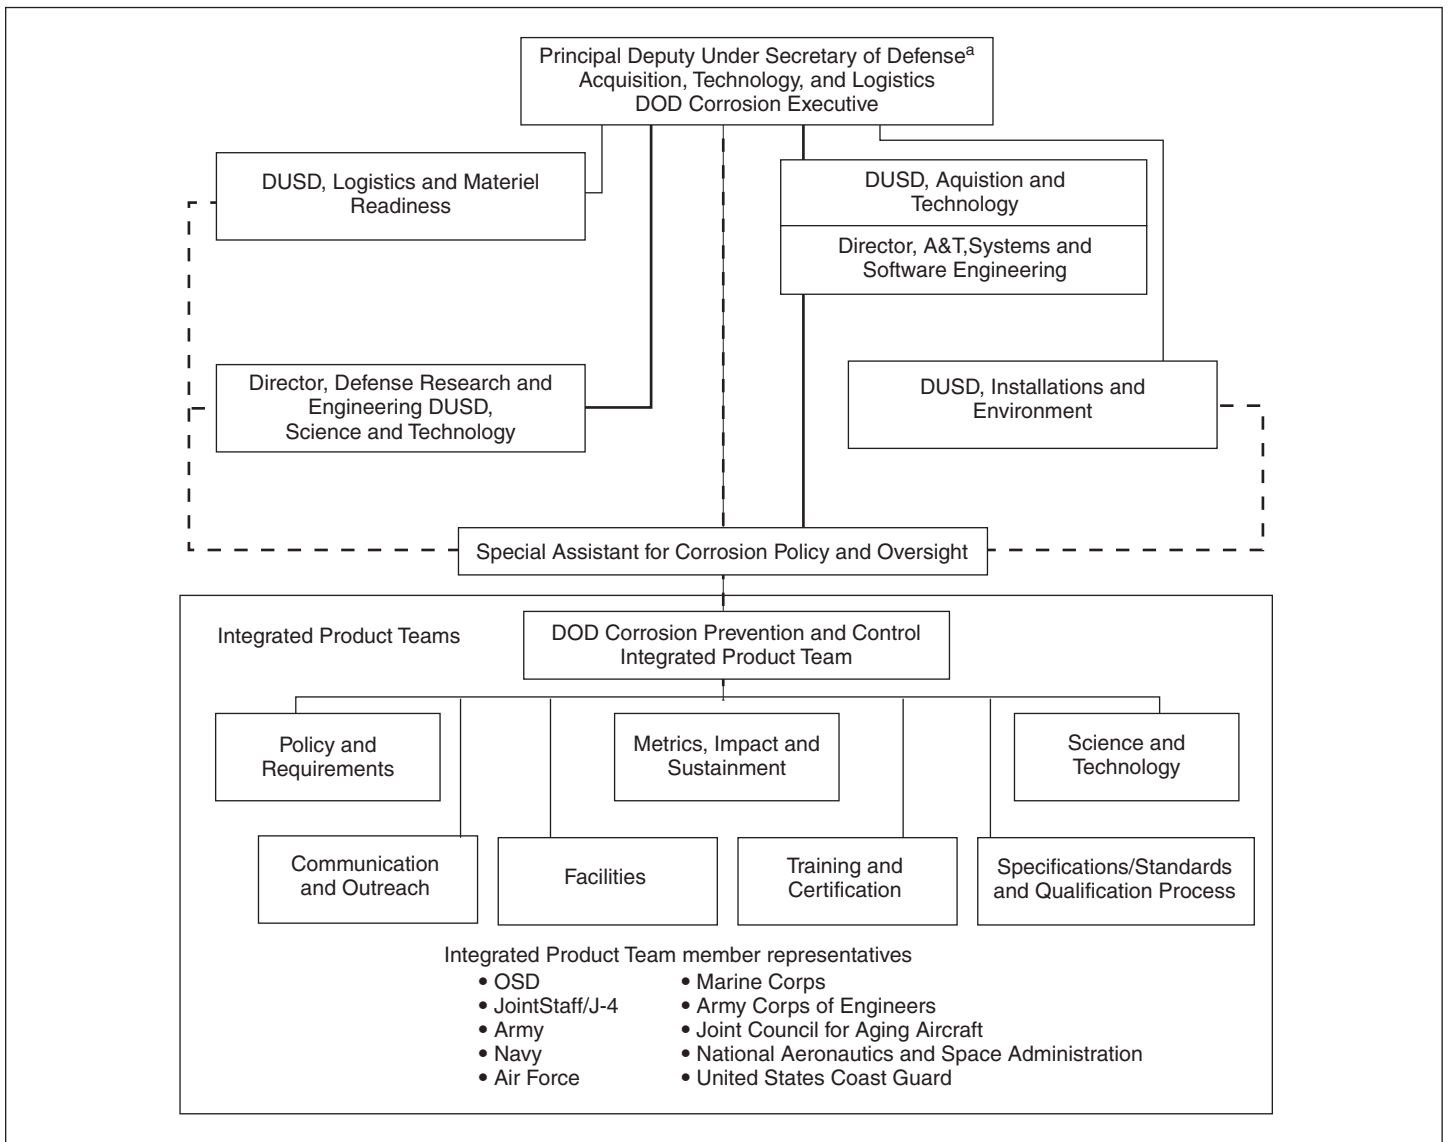 Principal Deputy Under Secretary of Defenseᵃ
Acquisition, Technology, and Logistics
DOD Corrosion Executive
DUSD, Logistics and Materiel
Readiness
DUSD, Aquistion and
Technology
Director, A&T,Systems and
Software Engineering
Director, Defense Research and
Engineering DUSD,
Science and Technology
DUSD, Installations and
Environment
Special Assistant for Corrosion Policy and Oversight
Integrated Product Teams
DOD Corrosion Prevention and Control
Integrated Product Team
Policy and
Requirements
Metrics, Impact and
Sustainment
Science and
Technology
Communication
and Outreach
Facilities
Training and
Certification
Specifications/Standards
and Qualification Process
Integrated Product Team member representatives
• OSD
• JointStaff/J-4
• Army
• Navy
• Air Force
• Marine Corps
• Army Corps of Engineers
• Joint Council for Aging Aircraft
• National Aeronautics and Space Administration
• United States Coast Guard